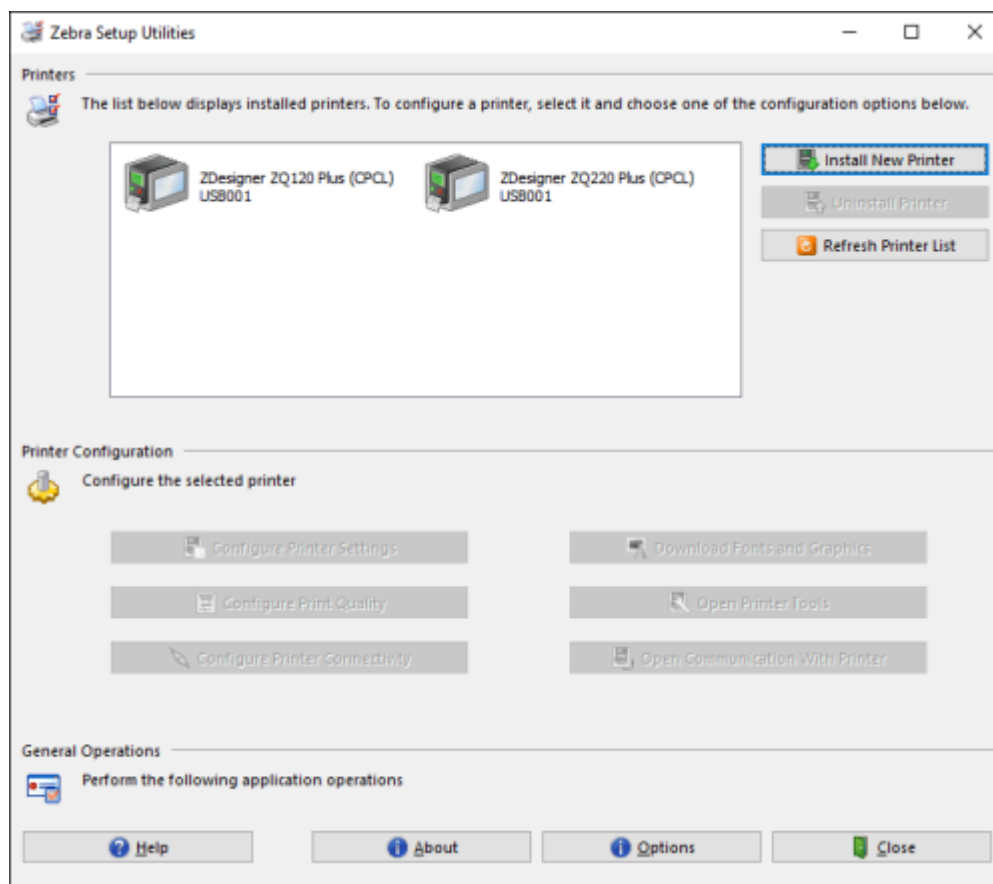 Zebra Setup Utilities
Printers
The list below displays installed printers. To configure a printer, select it and choose one of the configuration options below.
ZDesigner ZQ120 Plus (CPCL)
USB001
ZDesigner ZQ220 Plus (CPCL)
USB001
Install New Printer
Uninstall Printer
Refresh Printer List
Printer Configuration
Configure the selected printer
Configure Printer Settings
Download Fonts and Graphics
Configure Print Quality
Open Printer Tools
Configure Printer Connectivity
Open Communication With Printer
General Operations
Perform the following application operations
Help
About
Options
Close